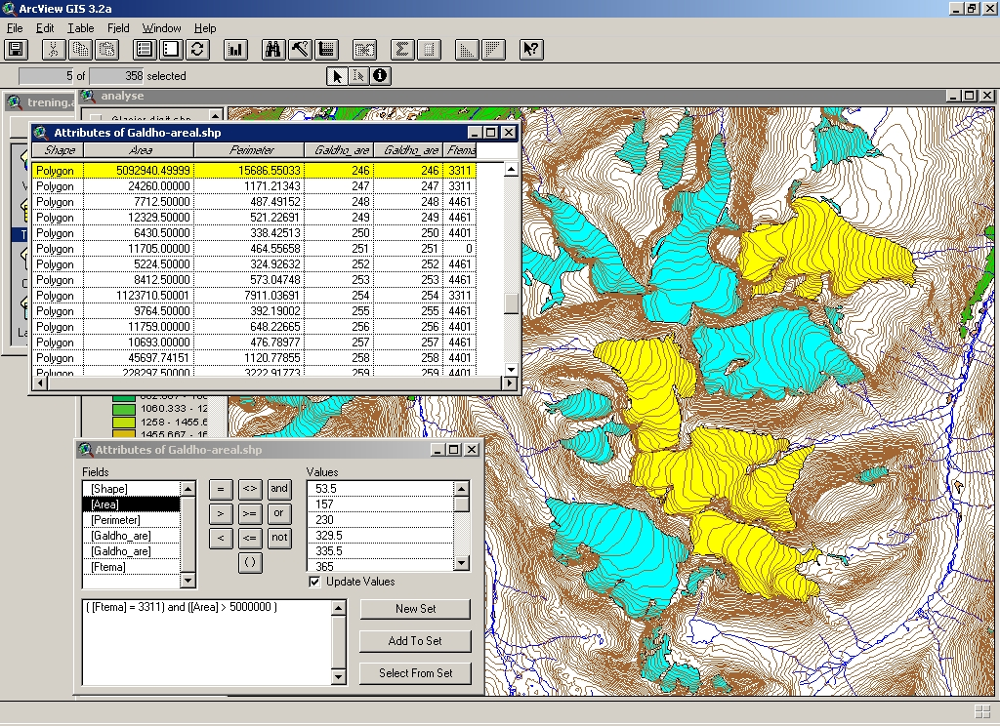 ArcView GIS 3.2a
File Edit Table Field Window Help
5 of 358 selected
trening.a
analyse
Attributes of Galdho-areal.shp
Shape Area Perimeter Galdho_are Galdho_are Ftema
Polygon 5092940.49999 15686.55033 246 246 3311
Polygon 24260.00000 1171.21343 247 247 3311
Polygon 7712.50000 487.49152 248 248 4461
Polygon 12329.50000 521.22691 249 249 4461
Polygon 6430.50000 338.42513 250 250 4401
Polygon 11705.00000 464.55658 251 251 0
Polygon 5224.50000 324.92632 252 252 4461
Polygon 8412.50000 573.04748 253 253 4461
Polygon 1123710.50001 7911.03691 254 254 3311
Polygon 9764.50000 392.19002 255 255 4461
Polygon 11759.00000 648.22665 256 256 4401
Polygon 10693.00000 476.78977 257 257 4461
Polygon 45697.74151 1120.77855 258 258 4401
Polygon 228297.50000 3222.91773 259 259 4401
1060.333 - 12
1258 - 1455.6
1455.667 - 16
Attributes of Galdho-areal.shp
Fields
Values
[Shape]
[Area]
[Perimeter]
[Galdho_are]
[Galdho_are]
[Ftema]
= <> and
> >= or
< <= not
( )
53.5
157
230
329.5
335.5
365
Update Values
( [Ftema] = 3311) and ([Area] > 5000000 )
New Set
Add To Set
Select From Set